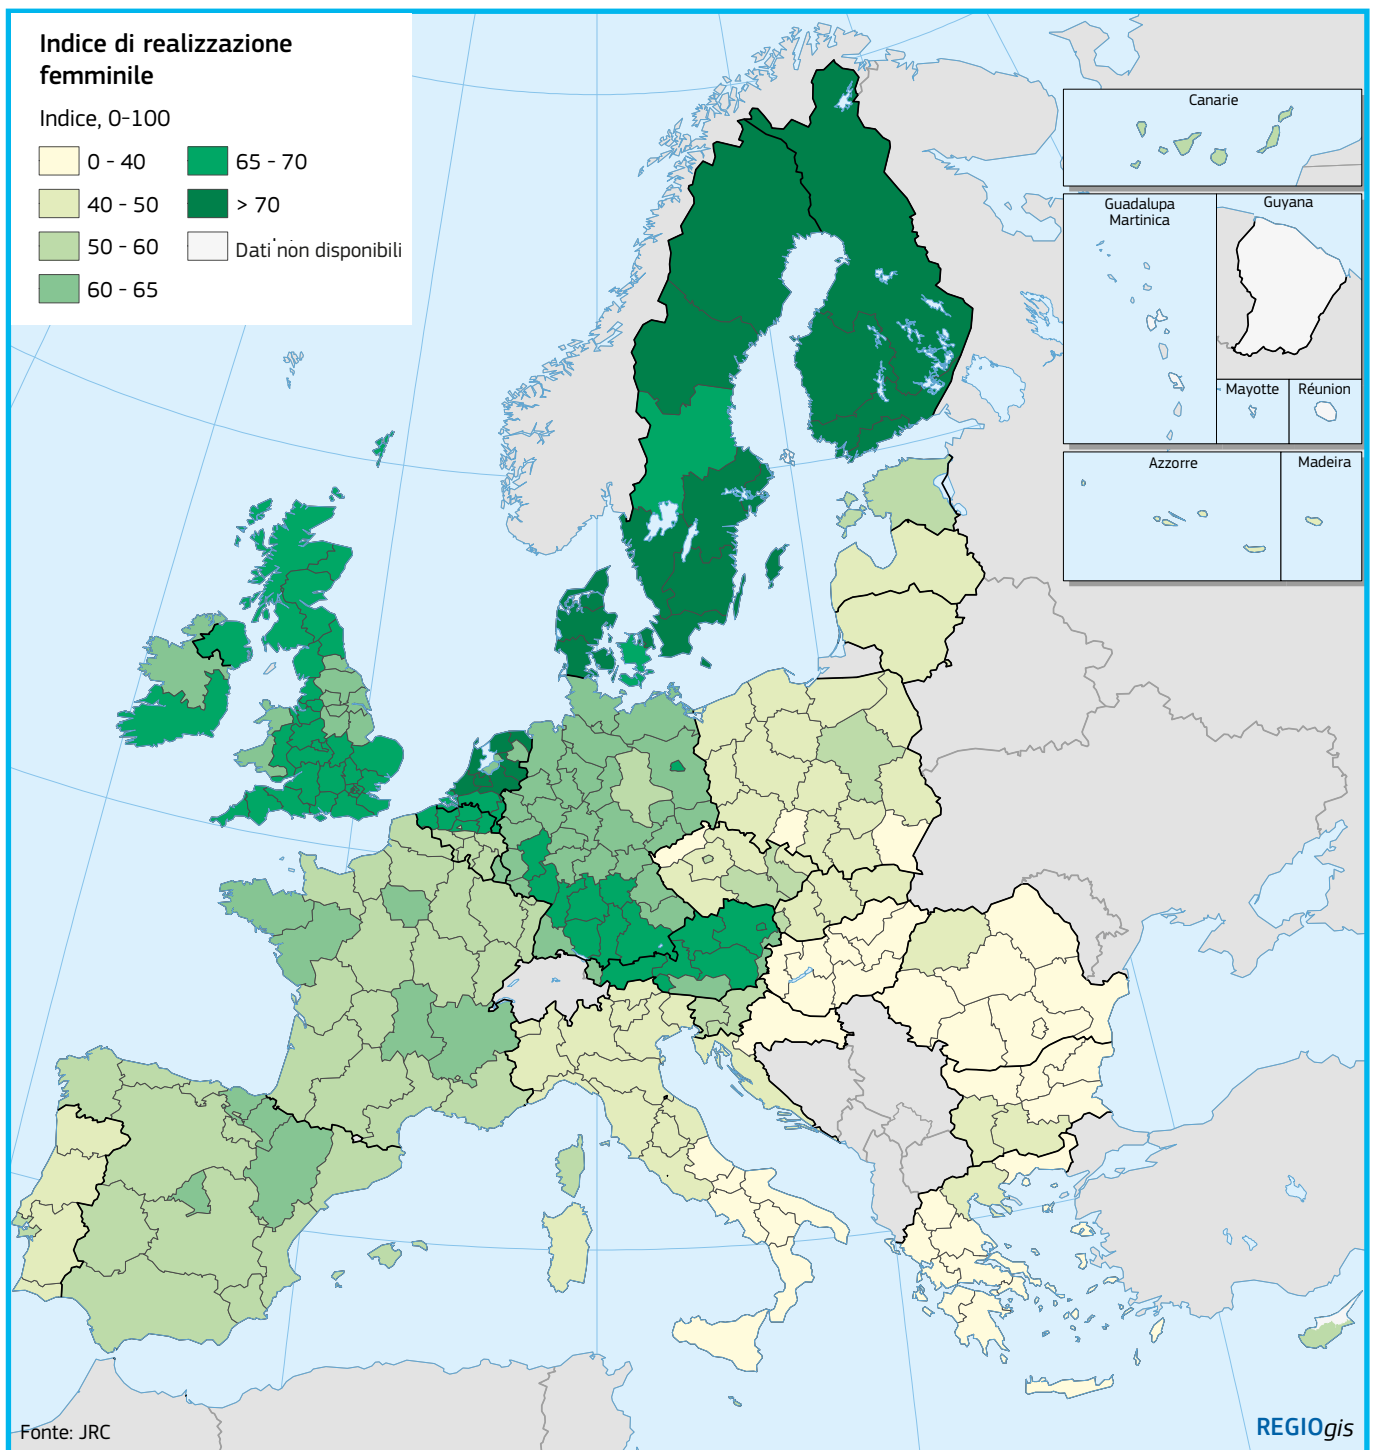 Indice di realizzazione
femminile
Indice, 0-100
0 - 40
40 - 50
50 - 60
60 - 65
65 - 70
> 70
Dati non disponibili
Canarie
Guadalupa
Martinica
Guyana
Mayotte
Réunion
Azzorre
Madeira
Fonte: JRC
REGIOgis